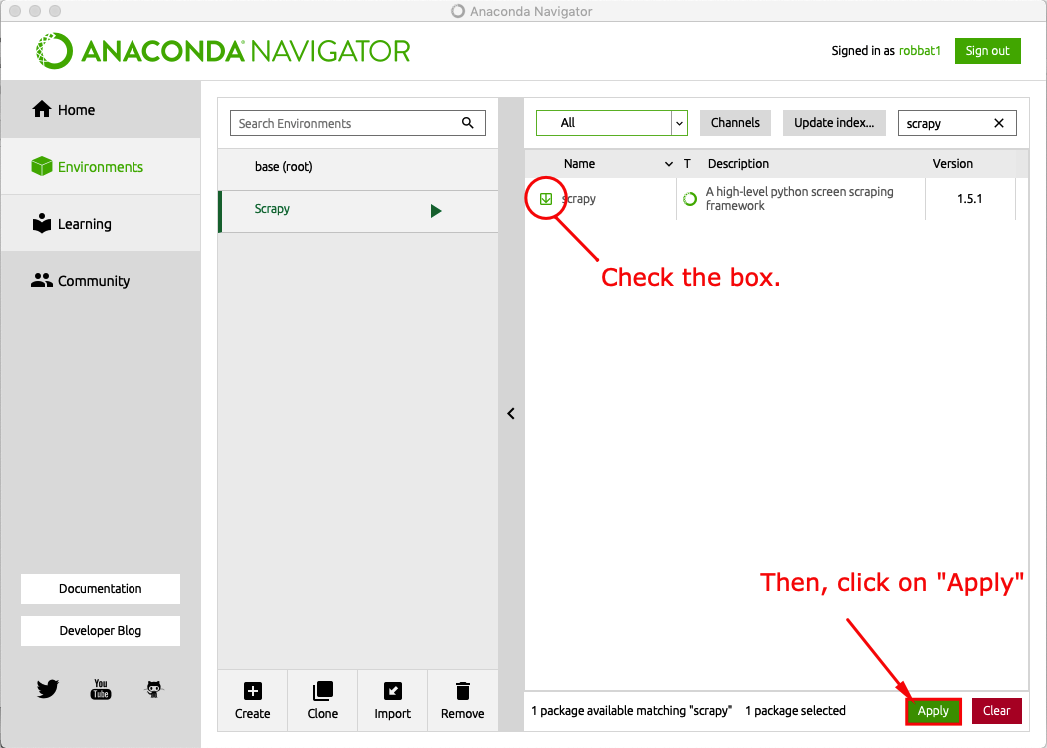 Anaconda Navigator
ANACONDA NAVIGATOR
Signed in as robbat1
Sign out
Home
Environments
Learning
Community
Documentation
Developer Blog
You
Tube
Search Environments
base (root)
Scrapy
Create
Clone
Import
Remove
All
Channels
Update index...
scrapy
Name
T
Description
Version
scrapy
A high-level python screen scraping
framework
1.5.1
Check the box.
Then, click on "Apply"
1 package available matching "scrapy"
1 package selected
Apply
Clear